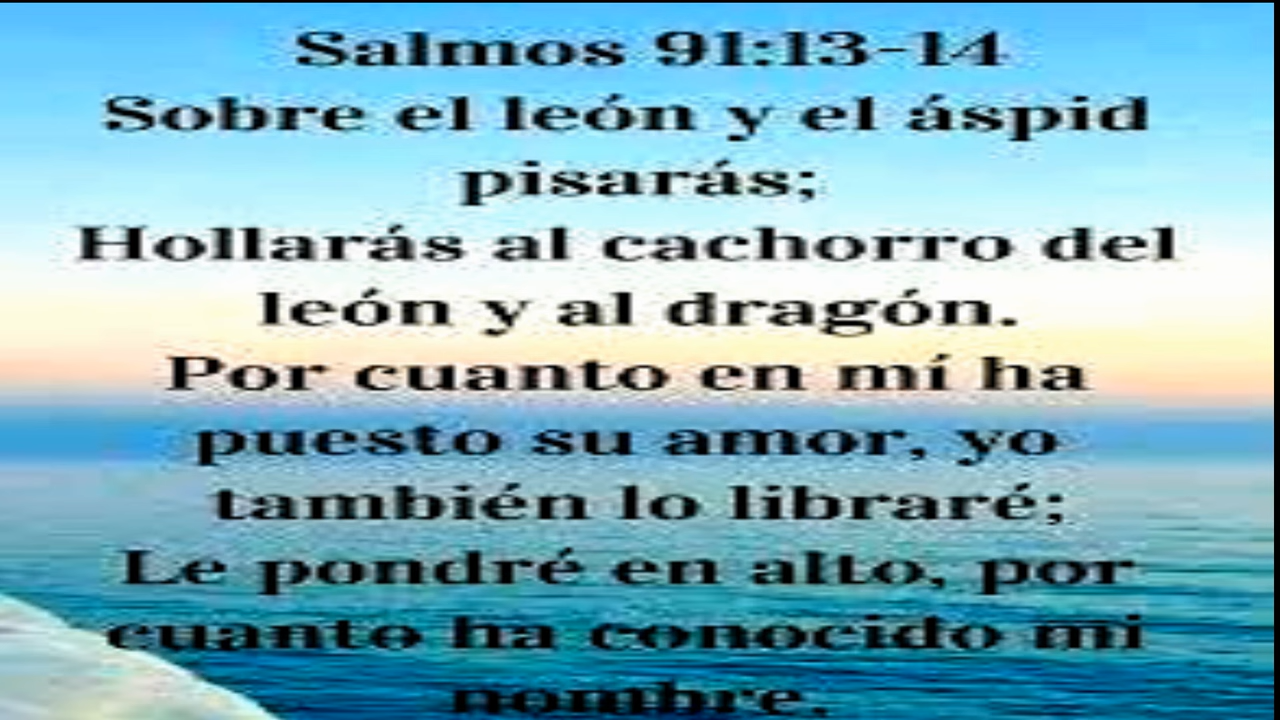 Salmos 91:13-14
Sobre el león y el áspid
pisarás;
Hollarás al cachorro del
león y al dragón.
Por cuanto en mí ha
puesto su amor, yo
también lo libraré;
Le pondré en alto, por
cuanto ha conocido mi
nombre.